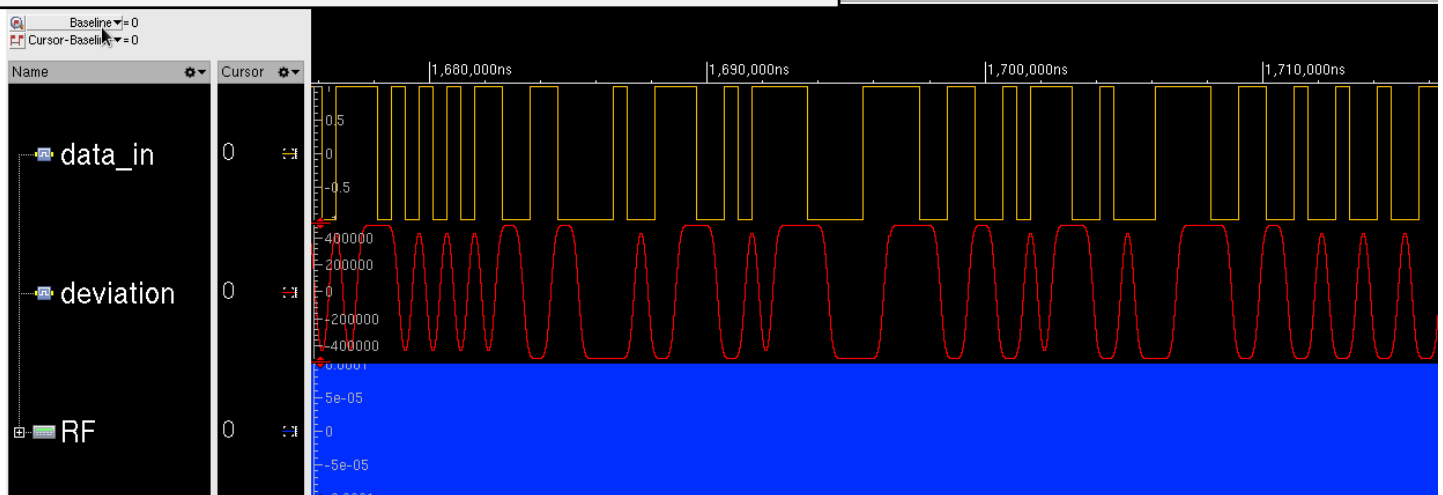 Baseline▼= 0
Cursor-Baseline▼= 0
Name Cursor
1,680,000ns 1,690,000ns 1,700,000ns 1,710,000ns
data_in 0
0.5
0
-0.5
deviation 0
400000
200000
0
-200000
-400000
RF 0
0.0001
5e-05
0
-5e-05